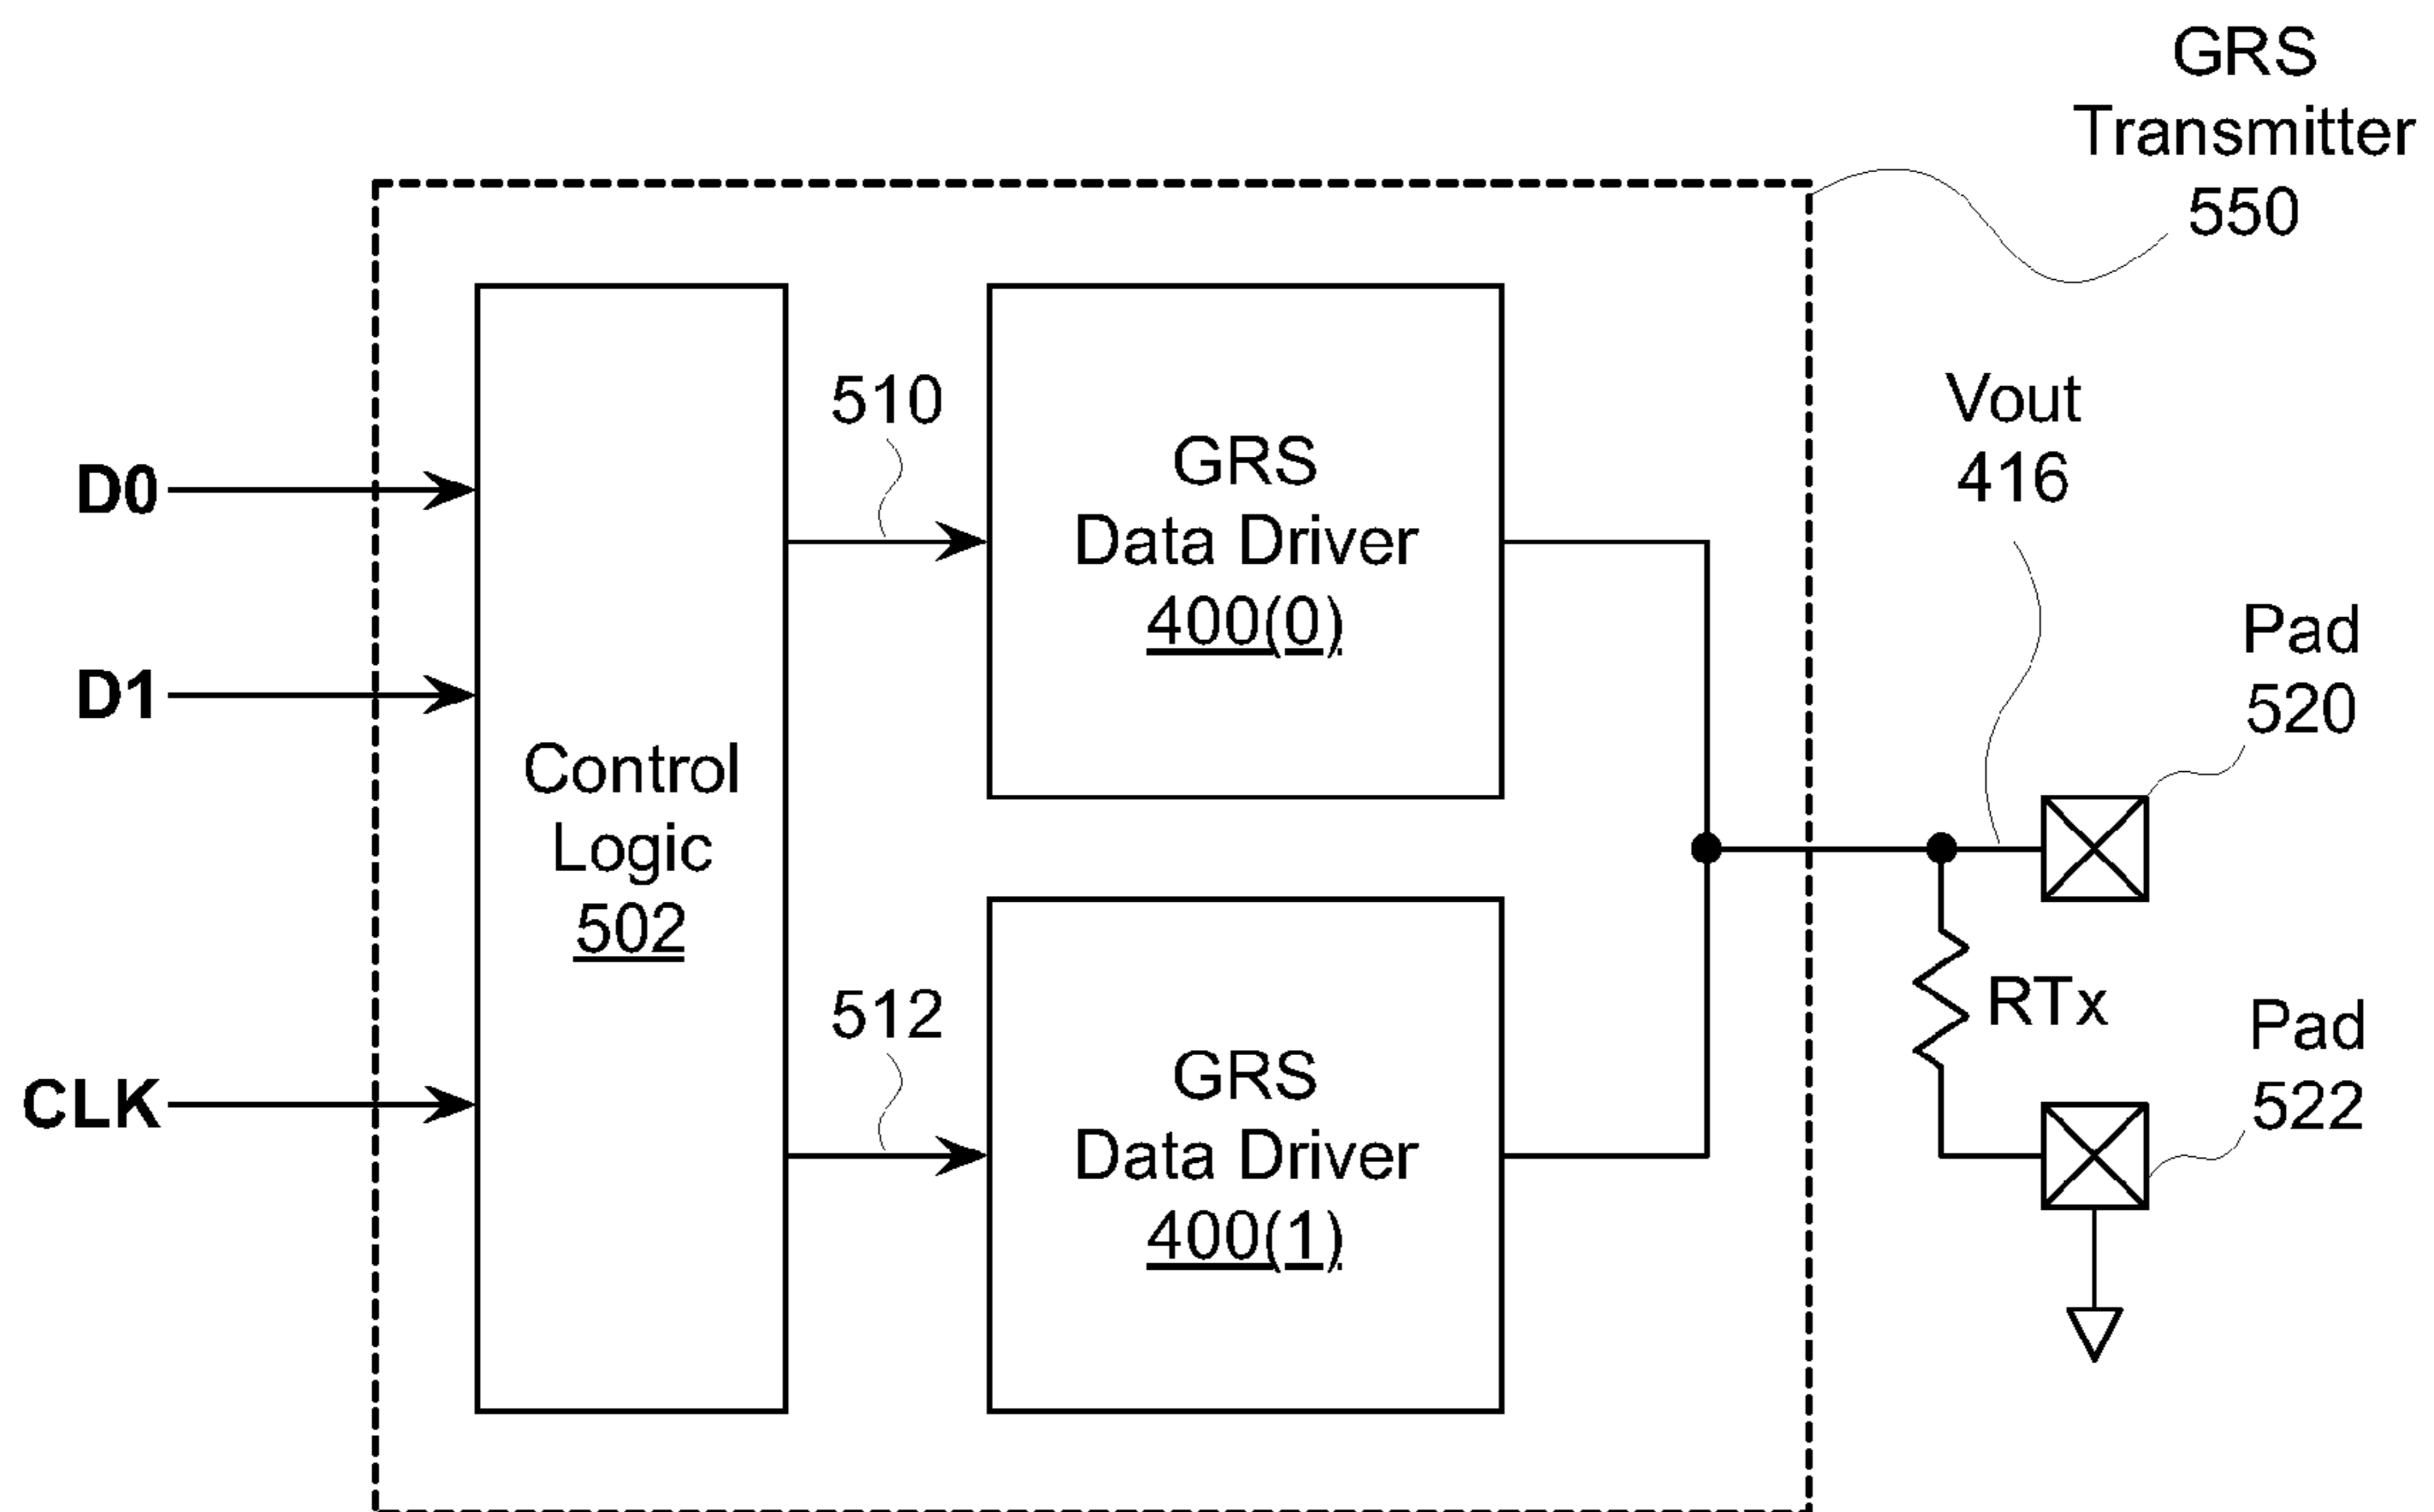 GRS
Transmitter
550
D0
D1
CLK
Control
Logic
502
510
GRS
Data Driver
400(0)
512
GRS
Data Driver
400(1)
Vout
416
Pad
520
RTx
Pad
522